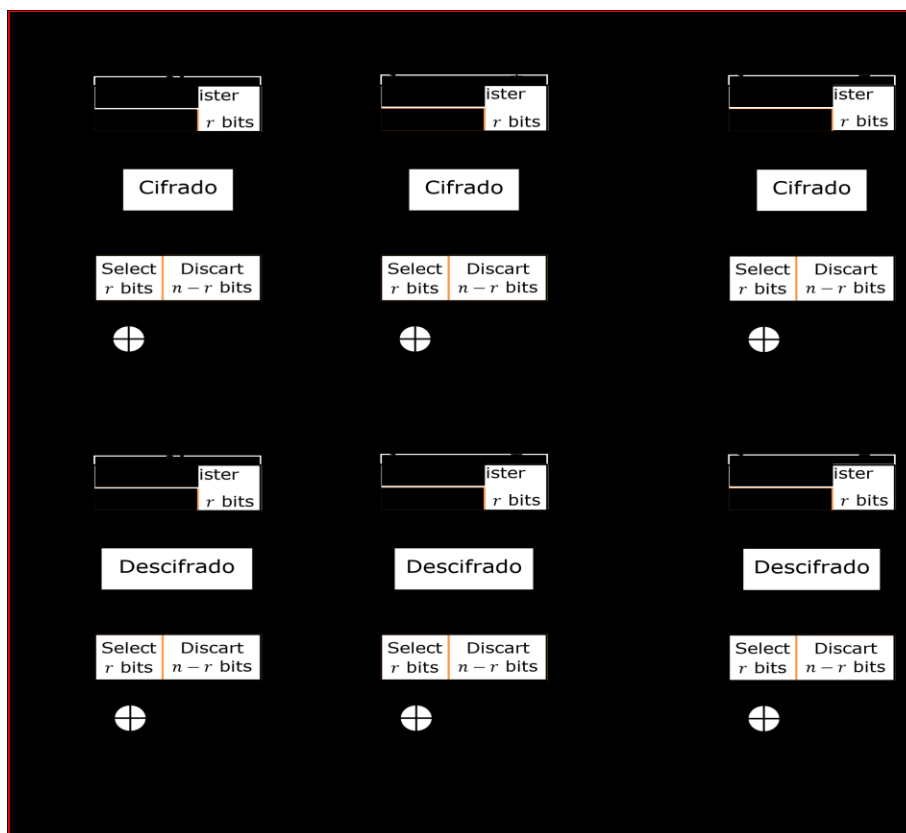 ister ister ister
r bits r bits r bits
Cifrado Cifrado Cifrado
Select Discart Select Discart Select Discart
r bits n − r bits r bits n − r bits r bits n − r bits
ister ister ister
r bits r bits r bits
Descifrado Descifrado Descifrado
Select Discart Select Discart Select Discart
r bits n − r bits r bits n − r bits r bits n − r bits